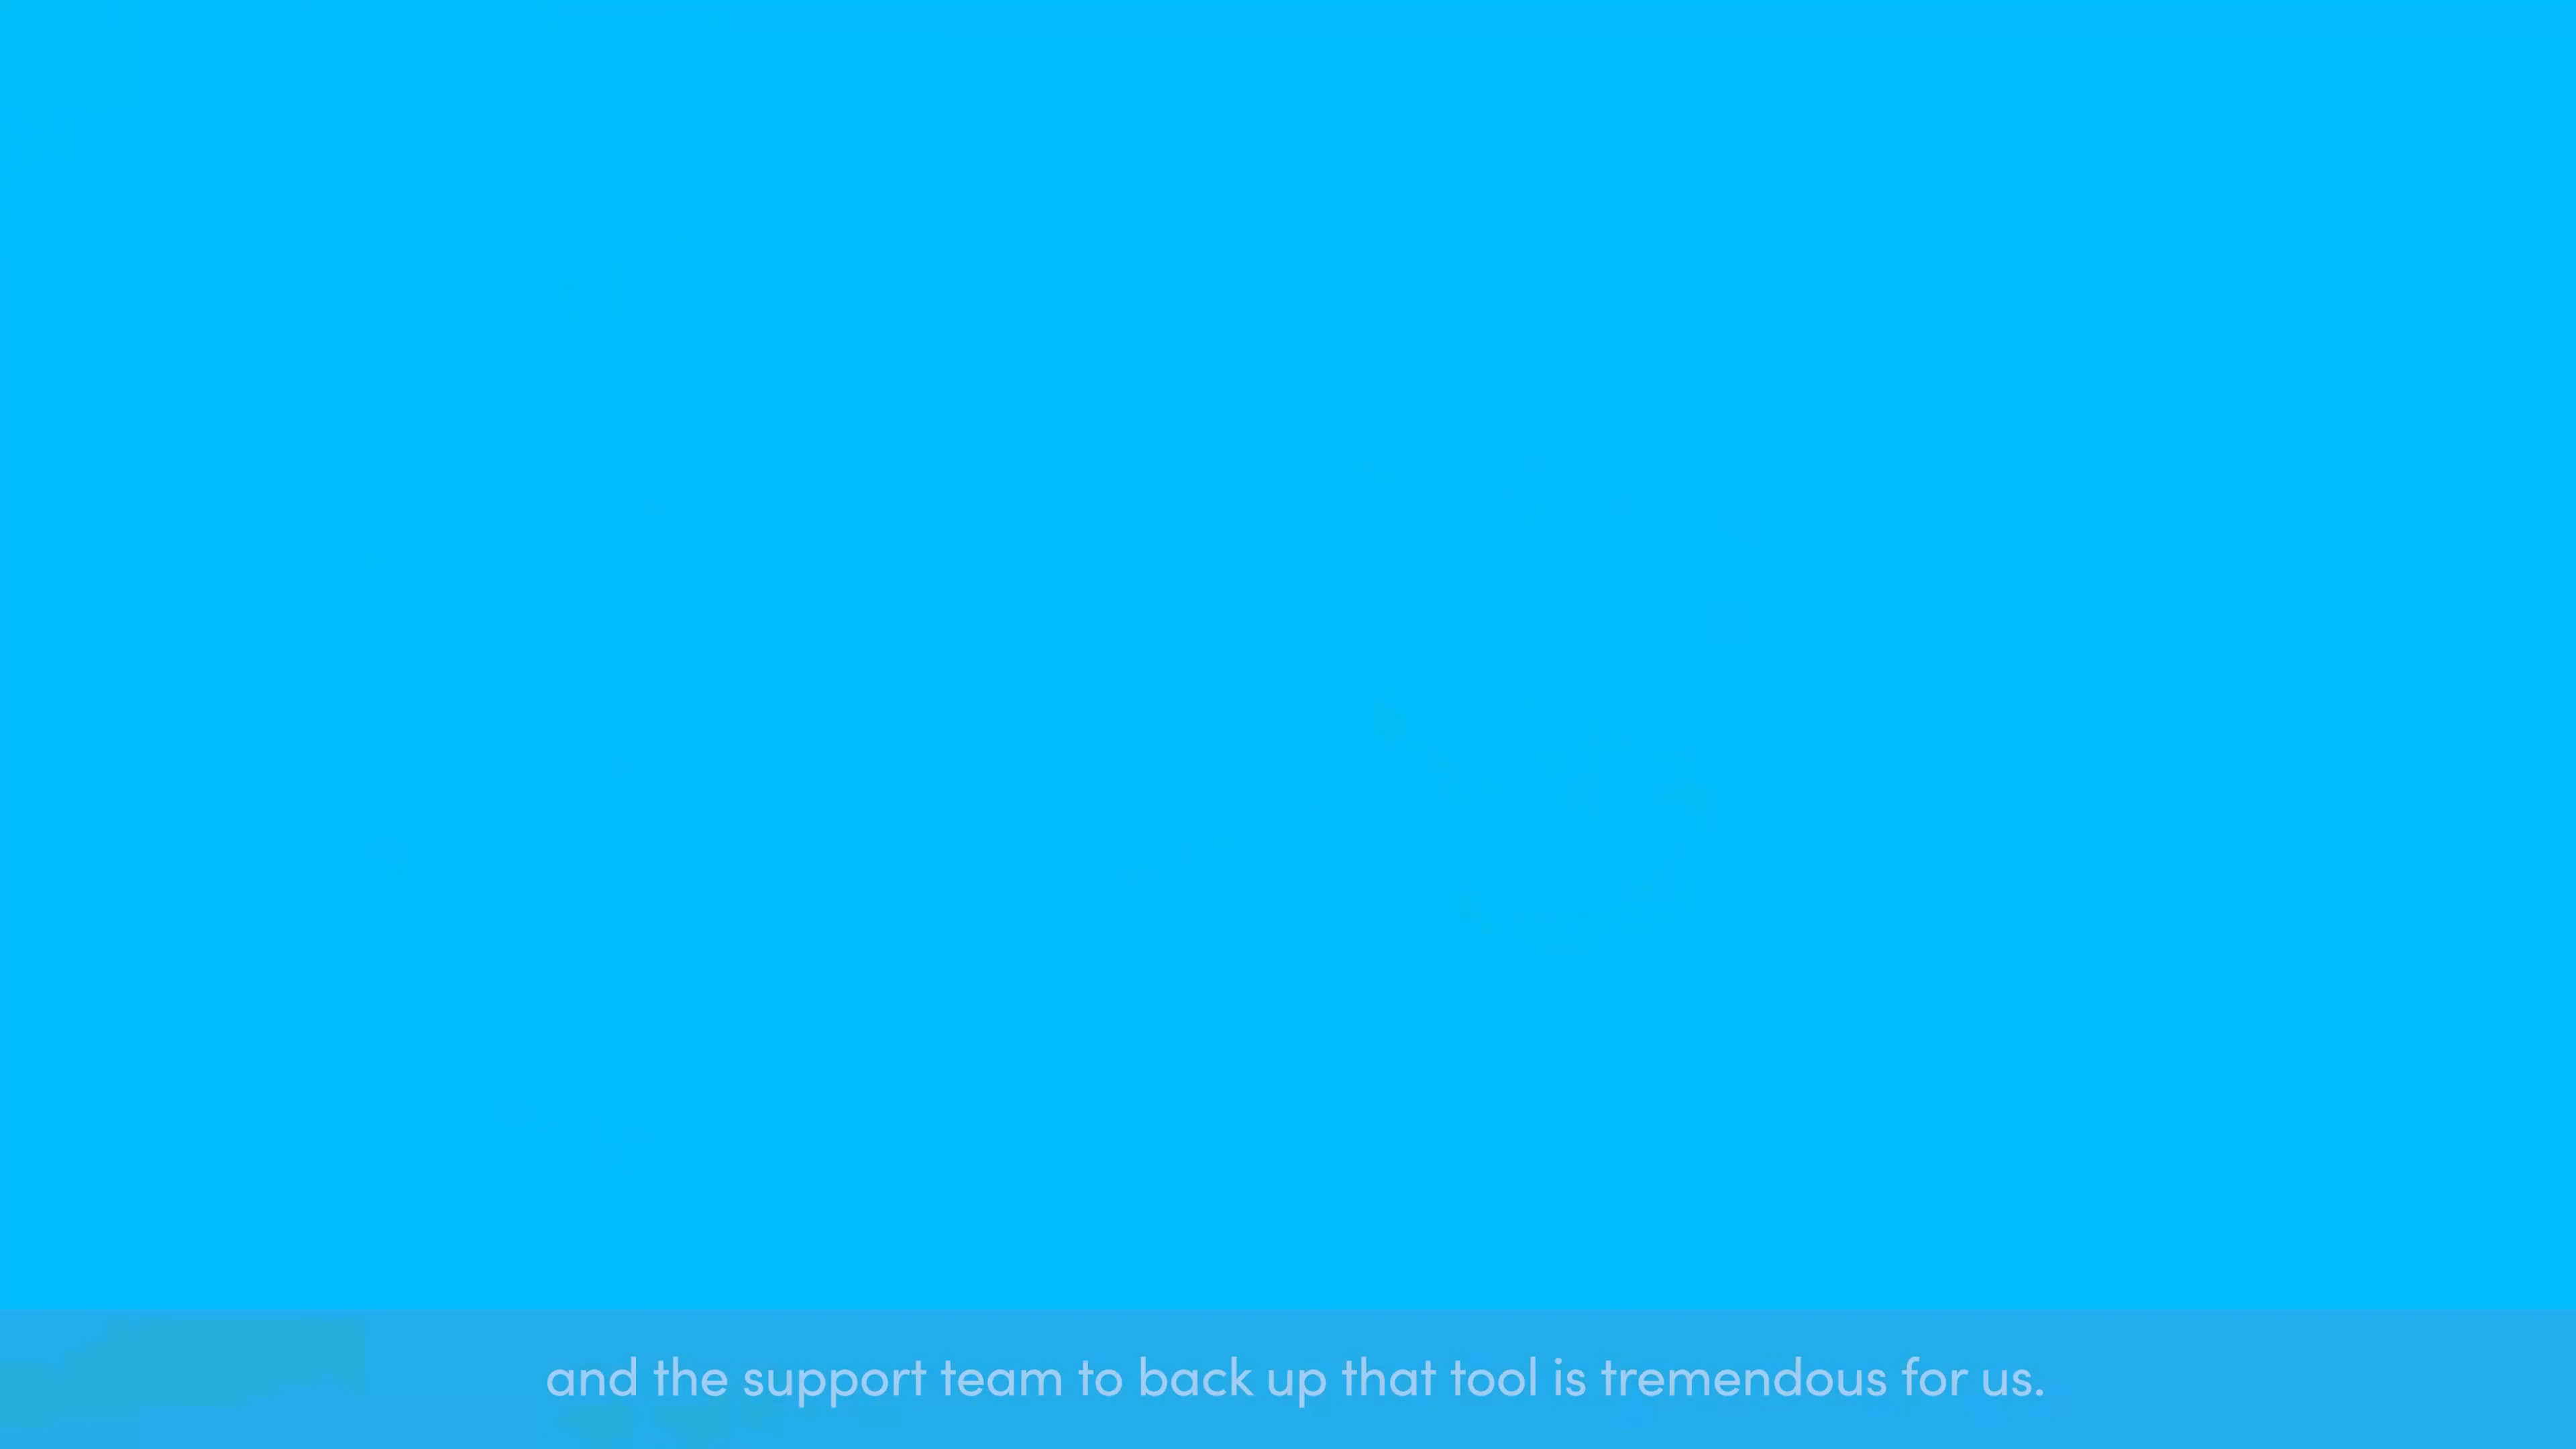 and the support team to back up that tool is tremendous for us.